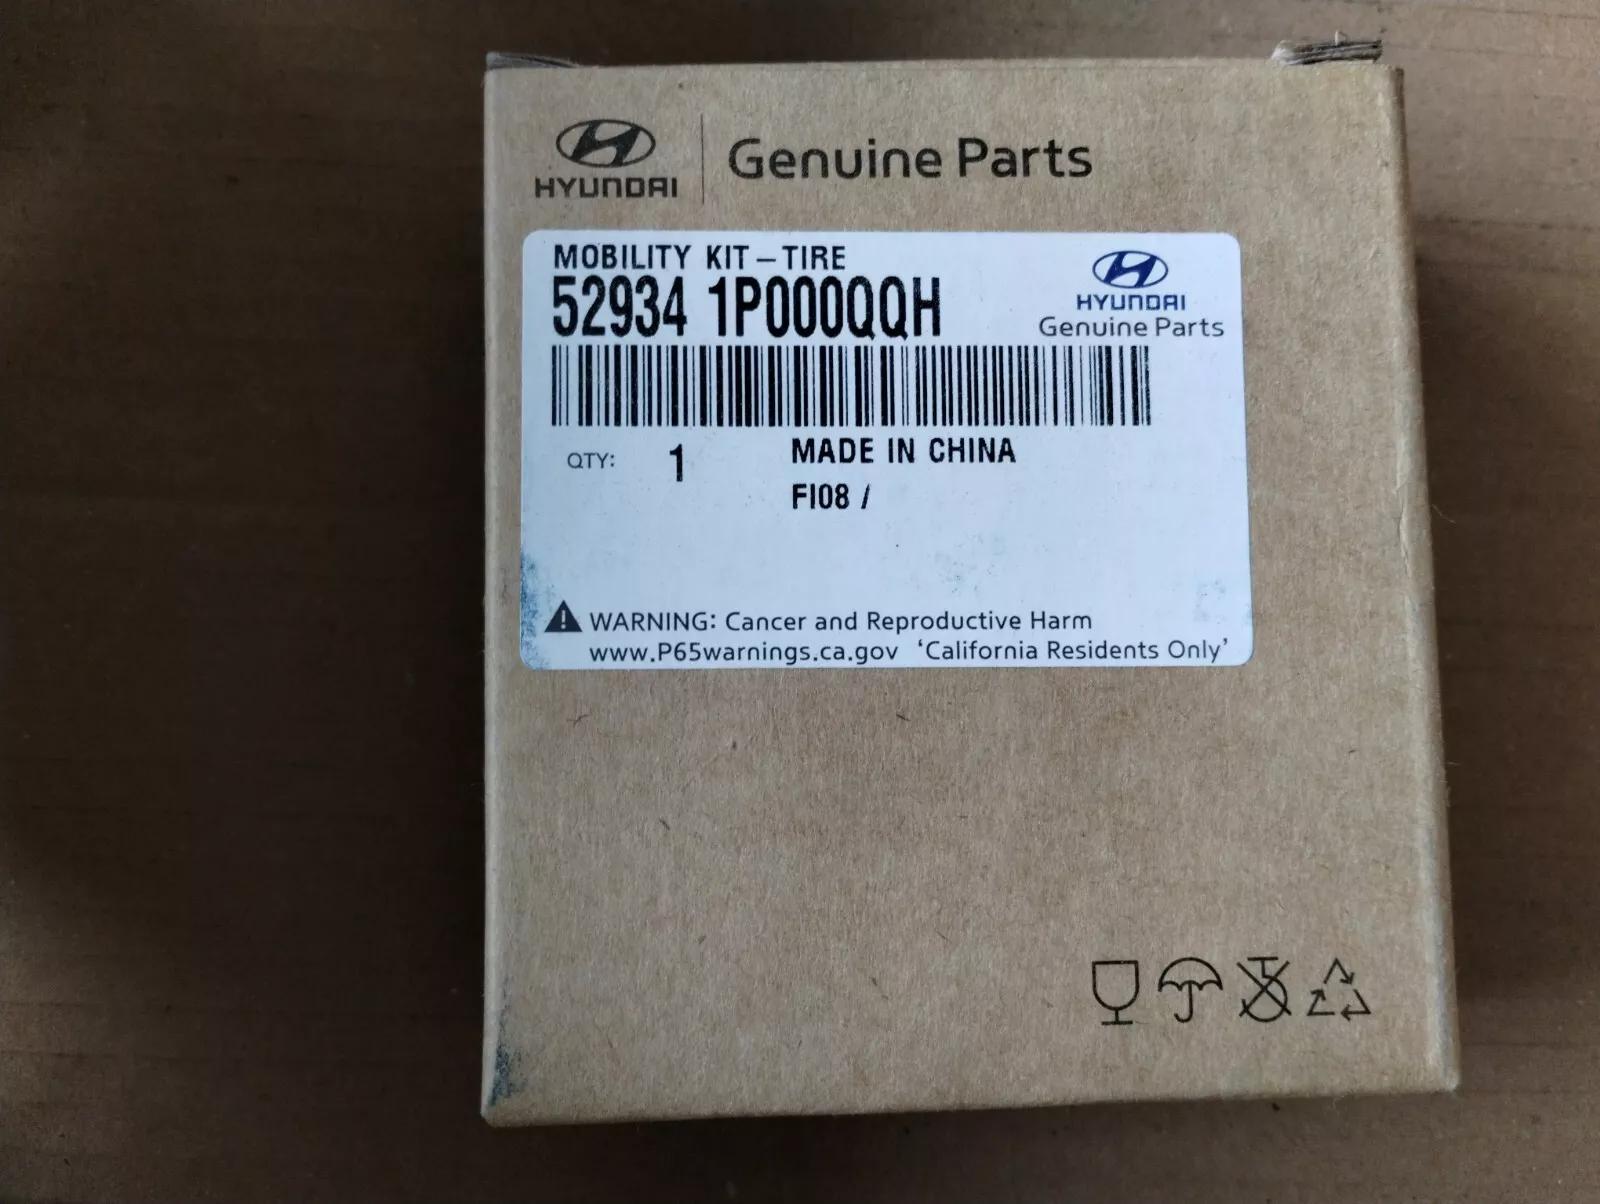 HYUNDAI
Genuine Parts
MOBILITY KIT-TIRE
52934 1P000QQH
HYUNDAI
Genuine Parts
QTY: 1
MADE IN CHINA
FI08 /
WARNING: Cancer and Reproductive Harm
www.P65warnings.ca.gov 'California Residents Only'